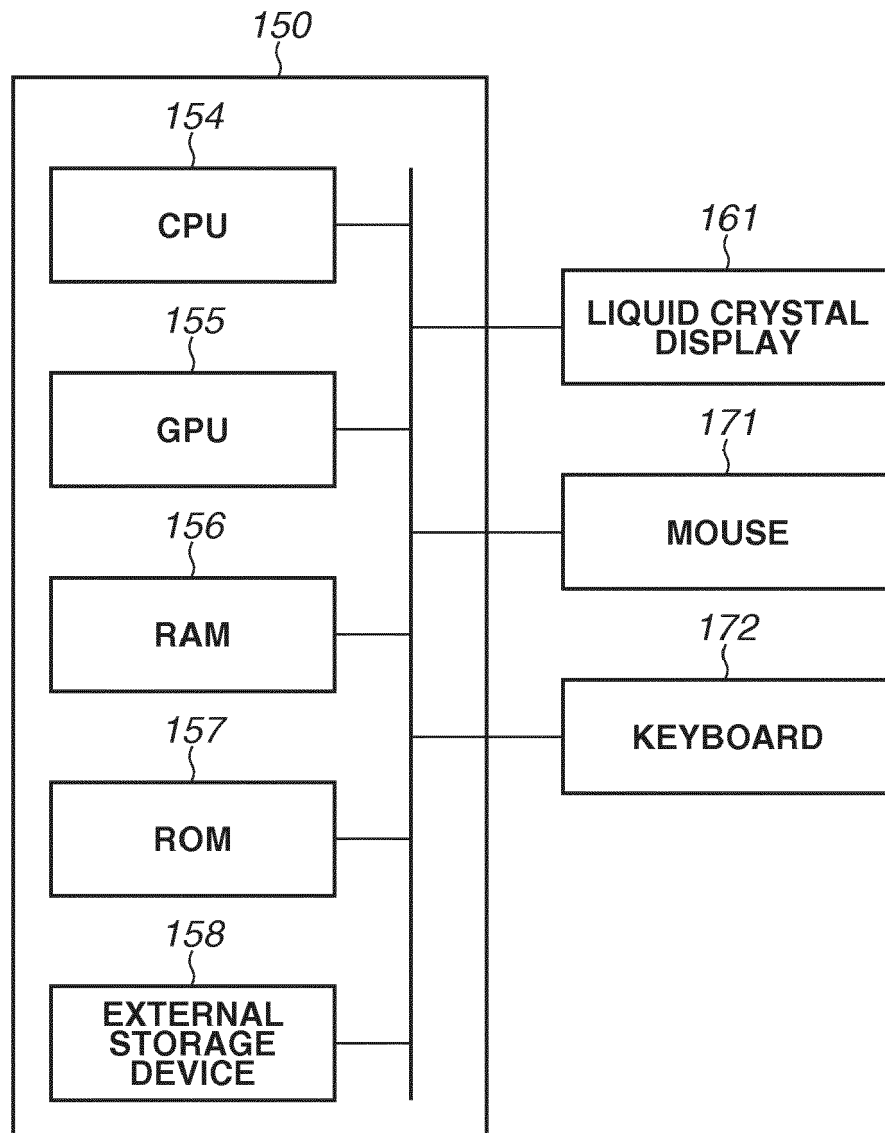 150
154
CPU
161
LIQUID CRYSTAL
DISPLAY
155
GPU
171
MOUSE
156
RAM
172
KEYBOARD
157
ROM
158
EXTERNAL
STORAGE
DEVICE